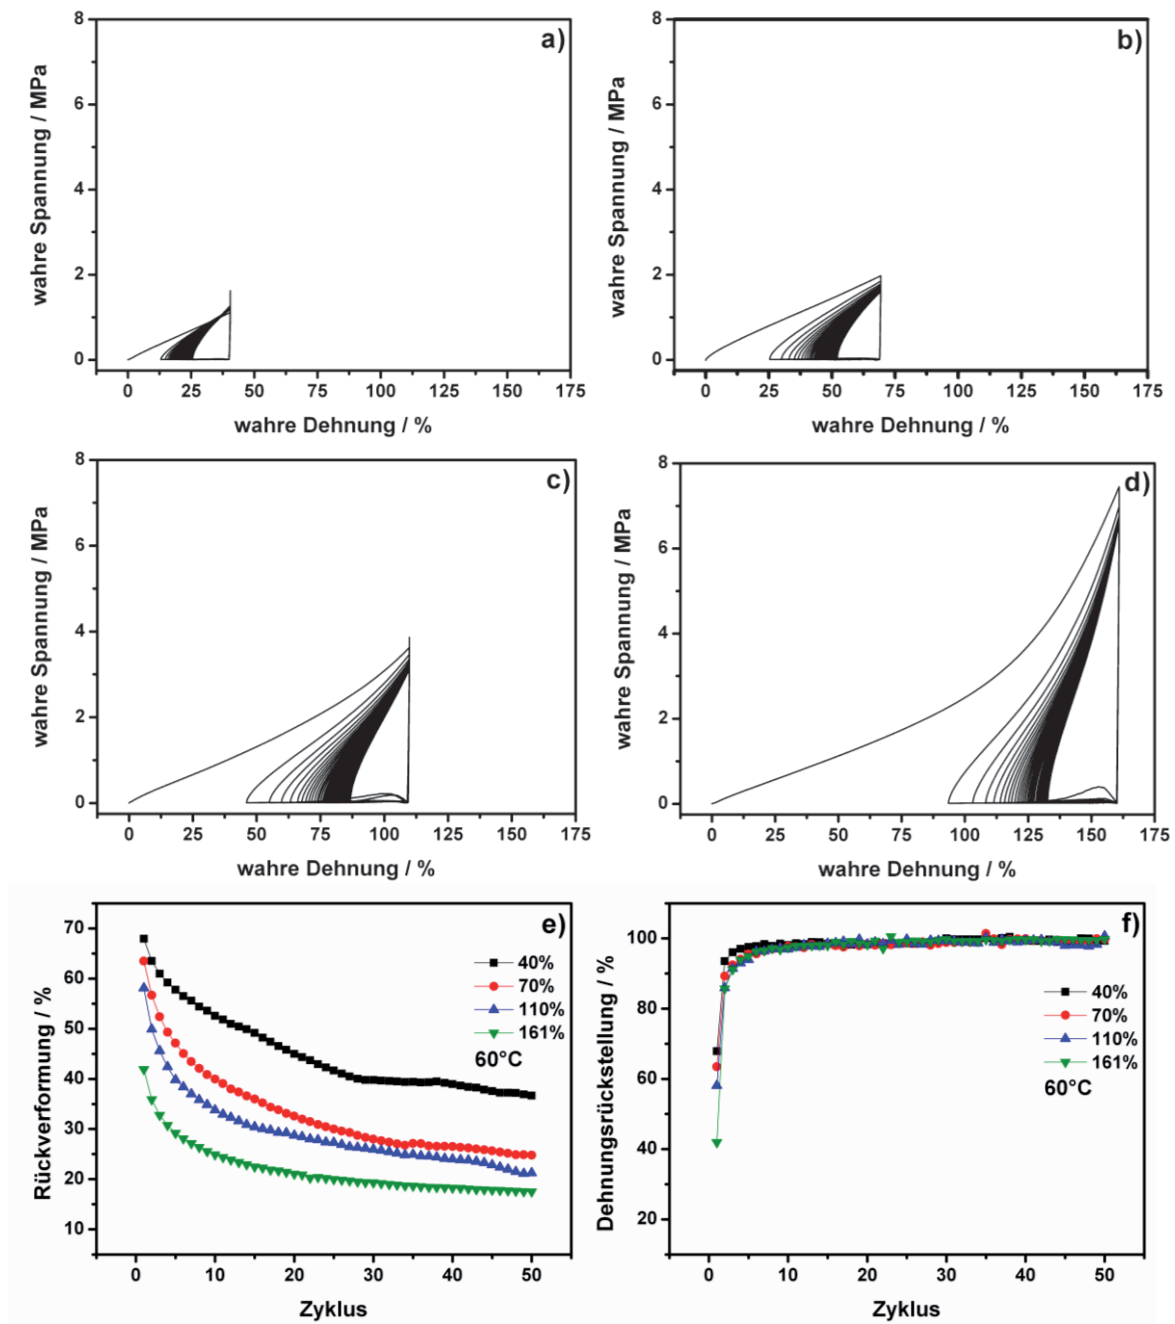 a)
wahre Spannung / MPa
8
6
4
2
0
0 25 50 75 100 125 150 175
wahre Dehnung / %
b)
wahre Spannung / MPa
8
6
4
2
0
0 25 50 75 100 125 150 175
wahre Dehnung / %
c)
wahre Spannung / MPa
8
6
4
2
0
0 25 50 75 100 125 150 175
wahre Dehnung / %
d)
wahre Spannung / MPa
8
6
4
2
0
0 25 50 75 100 125 150 175
wahre Dehnung / %
e)
Rückverformung / %
70
60
50
40
30
20
10
40%
70%
110%
161%
60°C
0 10 20 30 40 50
Zyklus
f)
Dehnungsrückstellung / %
100
80
60
40
20
40%
70%
110%
161%
60°C
0 10 20 30 40 50
Zyklus